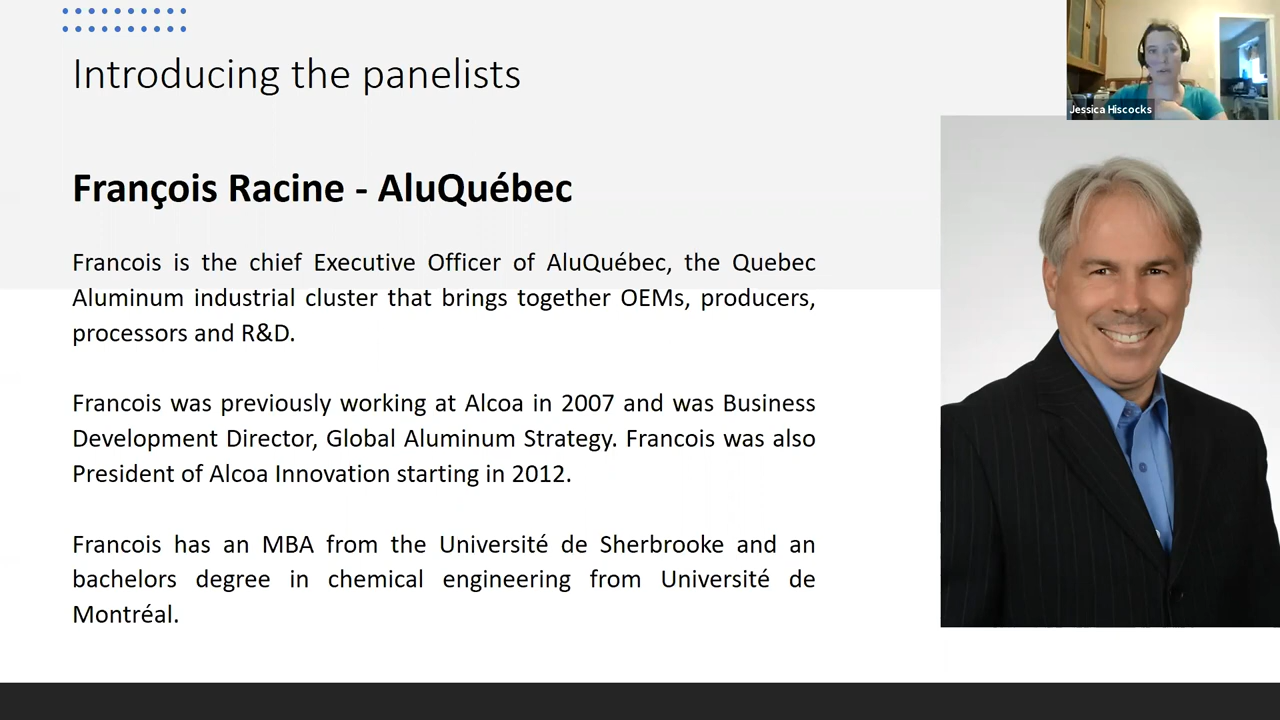 Introducing the panelists
Jessica Hiscocks
François Racine - AluQuébec
Francois is the chief Executive Officer of AluQuébec, the Quebec
Aluminum industrial cluster that brings together OEMs, producers,
processors and R&D.
Francois was previously working at Alcoa in 2007 and was Business
Development Director, Global Aluminum Strategy. Francois was also
President of Alcoa Innovation starting in 2012.
Francois has an MBA from the Université de Sherbrooke and an
bachelors degree in chemical engineering from Université de
Montréal.